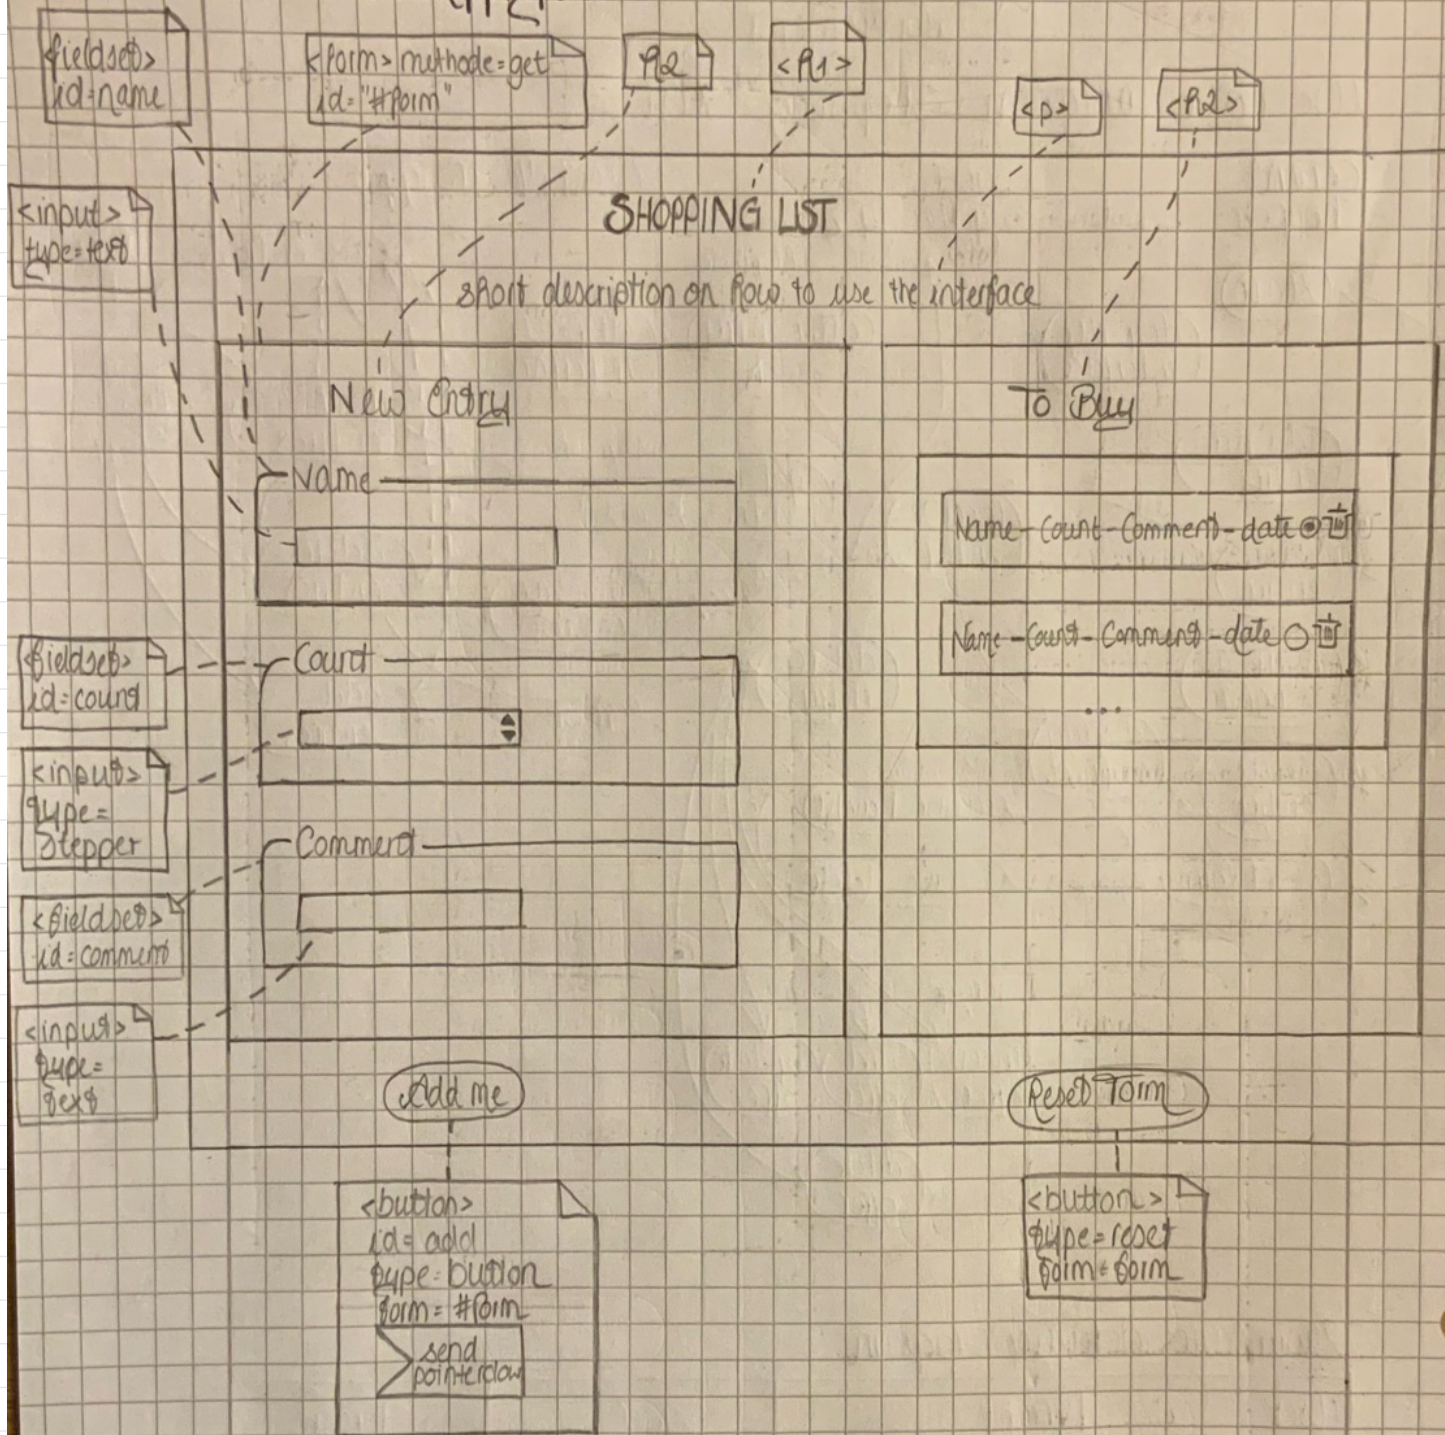 <fieldset>
id=name
<form> methode=get
id="#form"
h2
<h1>
<p>
<h2>
<input>
type=text
SHOPPING LIST
short description on how to use the interface
New Entry
To Buy
Name
Name - Count - Comment - date
Name - Count - Comment - date
...
<fieldset>
id=count
Count
<input>
type=
Stepper
Comment
<fieldset>
id=comment
<input>
type=
text
Add me
Reset Form
<button>
id= add
type=button
form= #form
send
pointerdow
<button>
type=reset
form=form